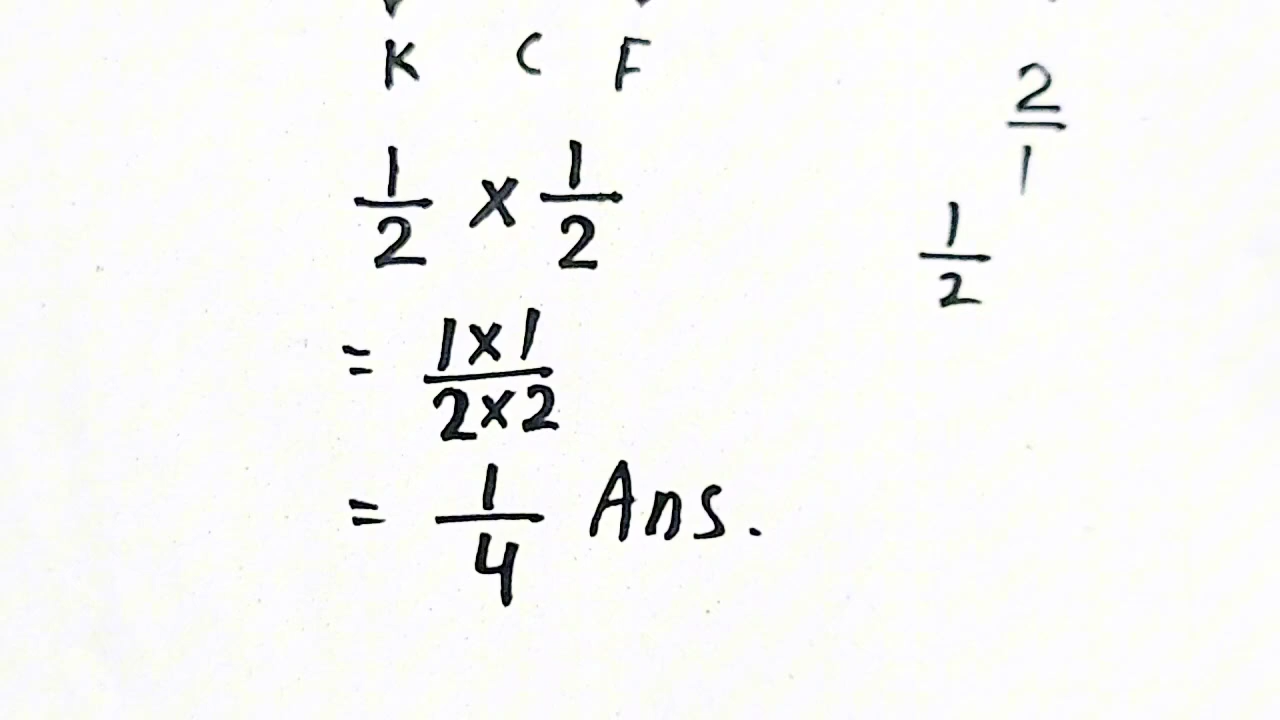 K C F
1/2 × 1/2
= 1×1/2×2
= 1/4 Ans.
2/1
1/2